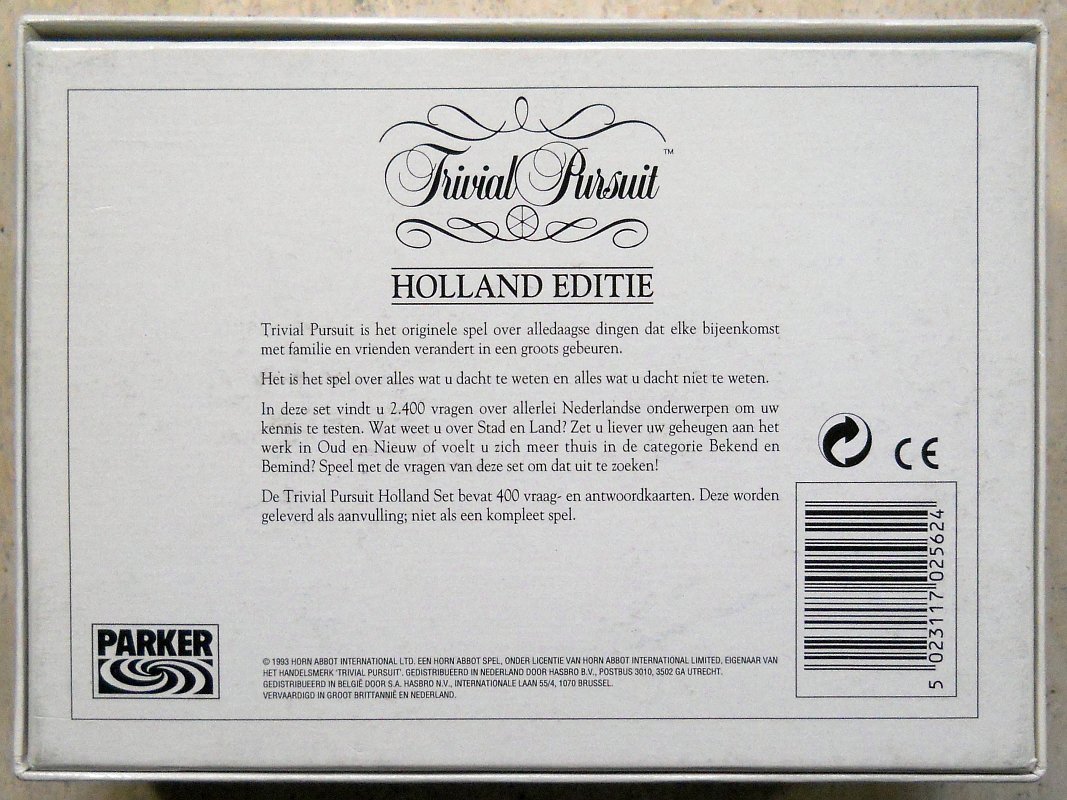 Trivial Pursuit™
HOLLAND EDITIE
Trivial Pursuit is het originele spel over alledaagse dingen dat elke bijeenkomst
met familie en vrienden verandert in een groots gebeuren.
Het is het spel over alles wat u dacht te weten en alles wat u dacht niet te weten.
In deze set vindt u 2.400 vragen over allerlei Nederlandse onderwerpen om uw
kennis te testen. Wat weet u over Stad en Land? Zet u liever uw geheugen aan het
werk in Oud en Nieuw of voelt u zich meer thuis in de categorie Bekend en
Bemind? Speel met de vragen van deze set om dat uit te zoeken!
De Trivial Pursuit Holland Set bevat 400 vraag- en antwoordkaarten. Deze worden
geleverd als aanvulling; niet als een kompleet spel.
CE
5 023117 025624
PARKER
© 1993 HORN ABBOT INTERNATIONAL LTD. EEN HORN ABBOT SPEL, ONDER LICENTIE VAN HORN ABBOT INTERNATIONAL LIMITED, EIGENAAR VAN
HET HANDELSMERK 'TRIVIAL PURSUIT'. GEDISTRIBUEERD IN NEDERLAND DOOR HASBRO B.V., POSTBUS 3010, 3502 GA UTRECHT.
GEDISTRIBUEERD IN BELGIË DOOR S.A. HASBRO N.V., INTERNATIONALE LAAN 55/4, 1070 BRUSSEL.
VERVAARDIGD IN GROOT BRITTANNIË EN NEDERLAND.